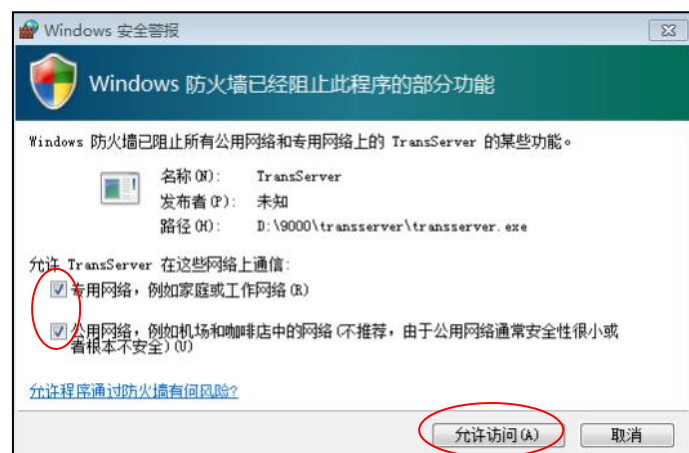 Windows 安全警报
Windows 防火墙已经阻止此程序的部分功能
Windows 防火墙已阻止所有公用网络和专用网络上的 TransServer 的某些功能。
名称(N): TransServer
发布者(P): 未知
路径(H): D:\9000\transserver\transserver.exe
允许 TransServer 在这些网络上通信:
专用网络，例如家庭或工作网络(R)
公用网络，例如机场和咖啡店中的网络(不推荐，由于公用网络通常安全性很小或
者根本不安全)(U)
允许程序通过防火墙有何风险?
允许访问(A) 取消